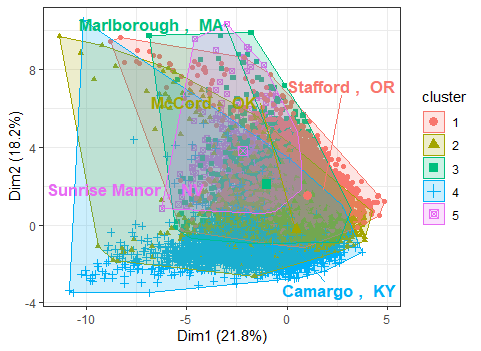 Marlborough , MA
Stafford , OR
McCord , OK
Sunrise Manor , NV
Camargo , KY
Dim2 (18.2%)
8
4
0
-4
-10
-5
0
5
Dim1 (21.8%)
cluster
1
2
3
4
5